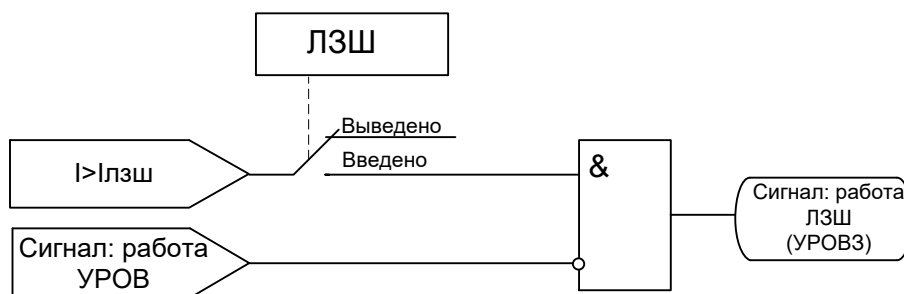 ЛЗШ
Выведено
Введено
I>Iлзш
&
Сигнал: работа
ЛЗШ
(УРОВЗ)
Сигнал: работа
УРОВ